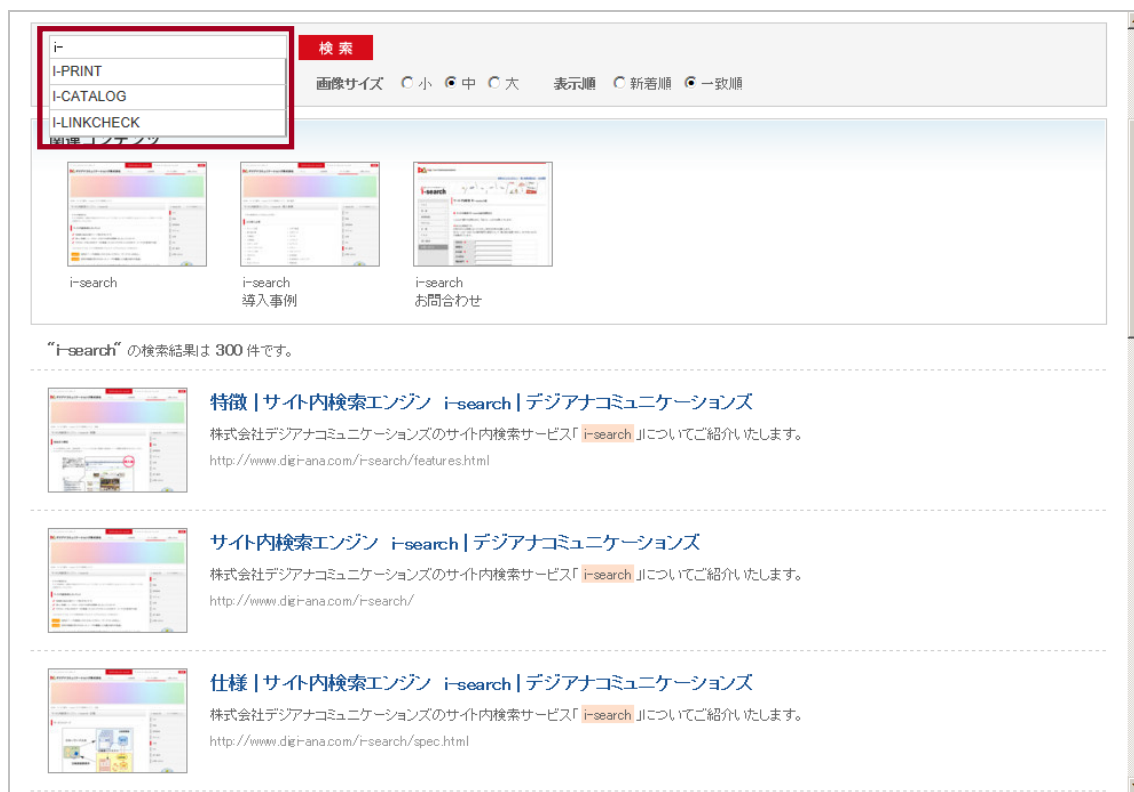 i-
検 索
I-PRINT
I-CATALOG
I-LINKCHECK
画像サイズ 小 中 大 表示順 新着順 一致順
関連コンテンツ
i-search
i-search
i-search
導入事例
i-search
お問合わせ
"i-search" の検索結果は 300 件です。
特徴 | サイト内検索エンジン i-search | デジアナコミュニケーションズ
株式会社デジアナコミュニケーションズのサイト内検索サービス「 i-search 」についてご紹介いたします。
http://www.digi-ana.com/i-search/features.html
サイト内検索エンジン i-search | デジアナコミュニケーションズ
株式会社デジアナコミュニケーションズのサイト内検索サービス「 i-search 」についてご紹介いたします。
http://www.digi-ana.com/i-search/
仕様 | サイト内検索エンジン i-search | デジアナコミュニケーションズ
株式会社デジアナコミュニケーションズのサイト内検索サービス「 i-search 」についてご紹介いたします。
http://www.digi-ana.com/i-search/spec.html